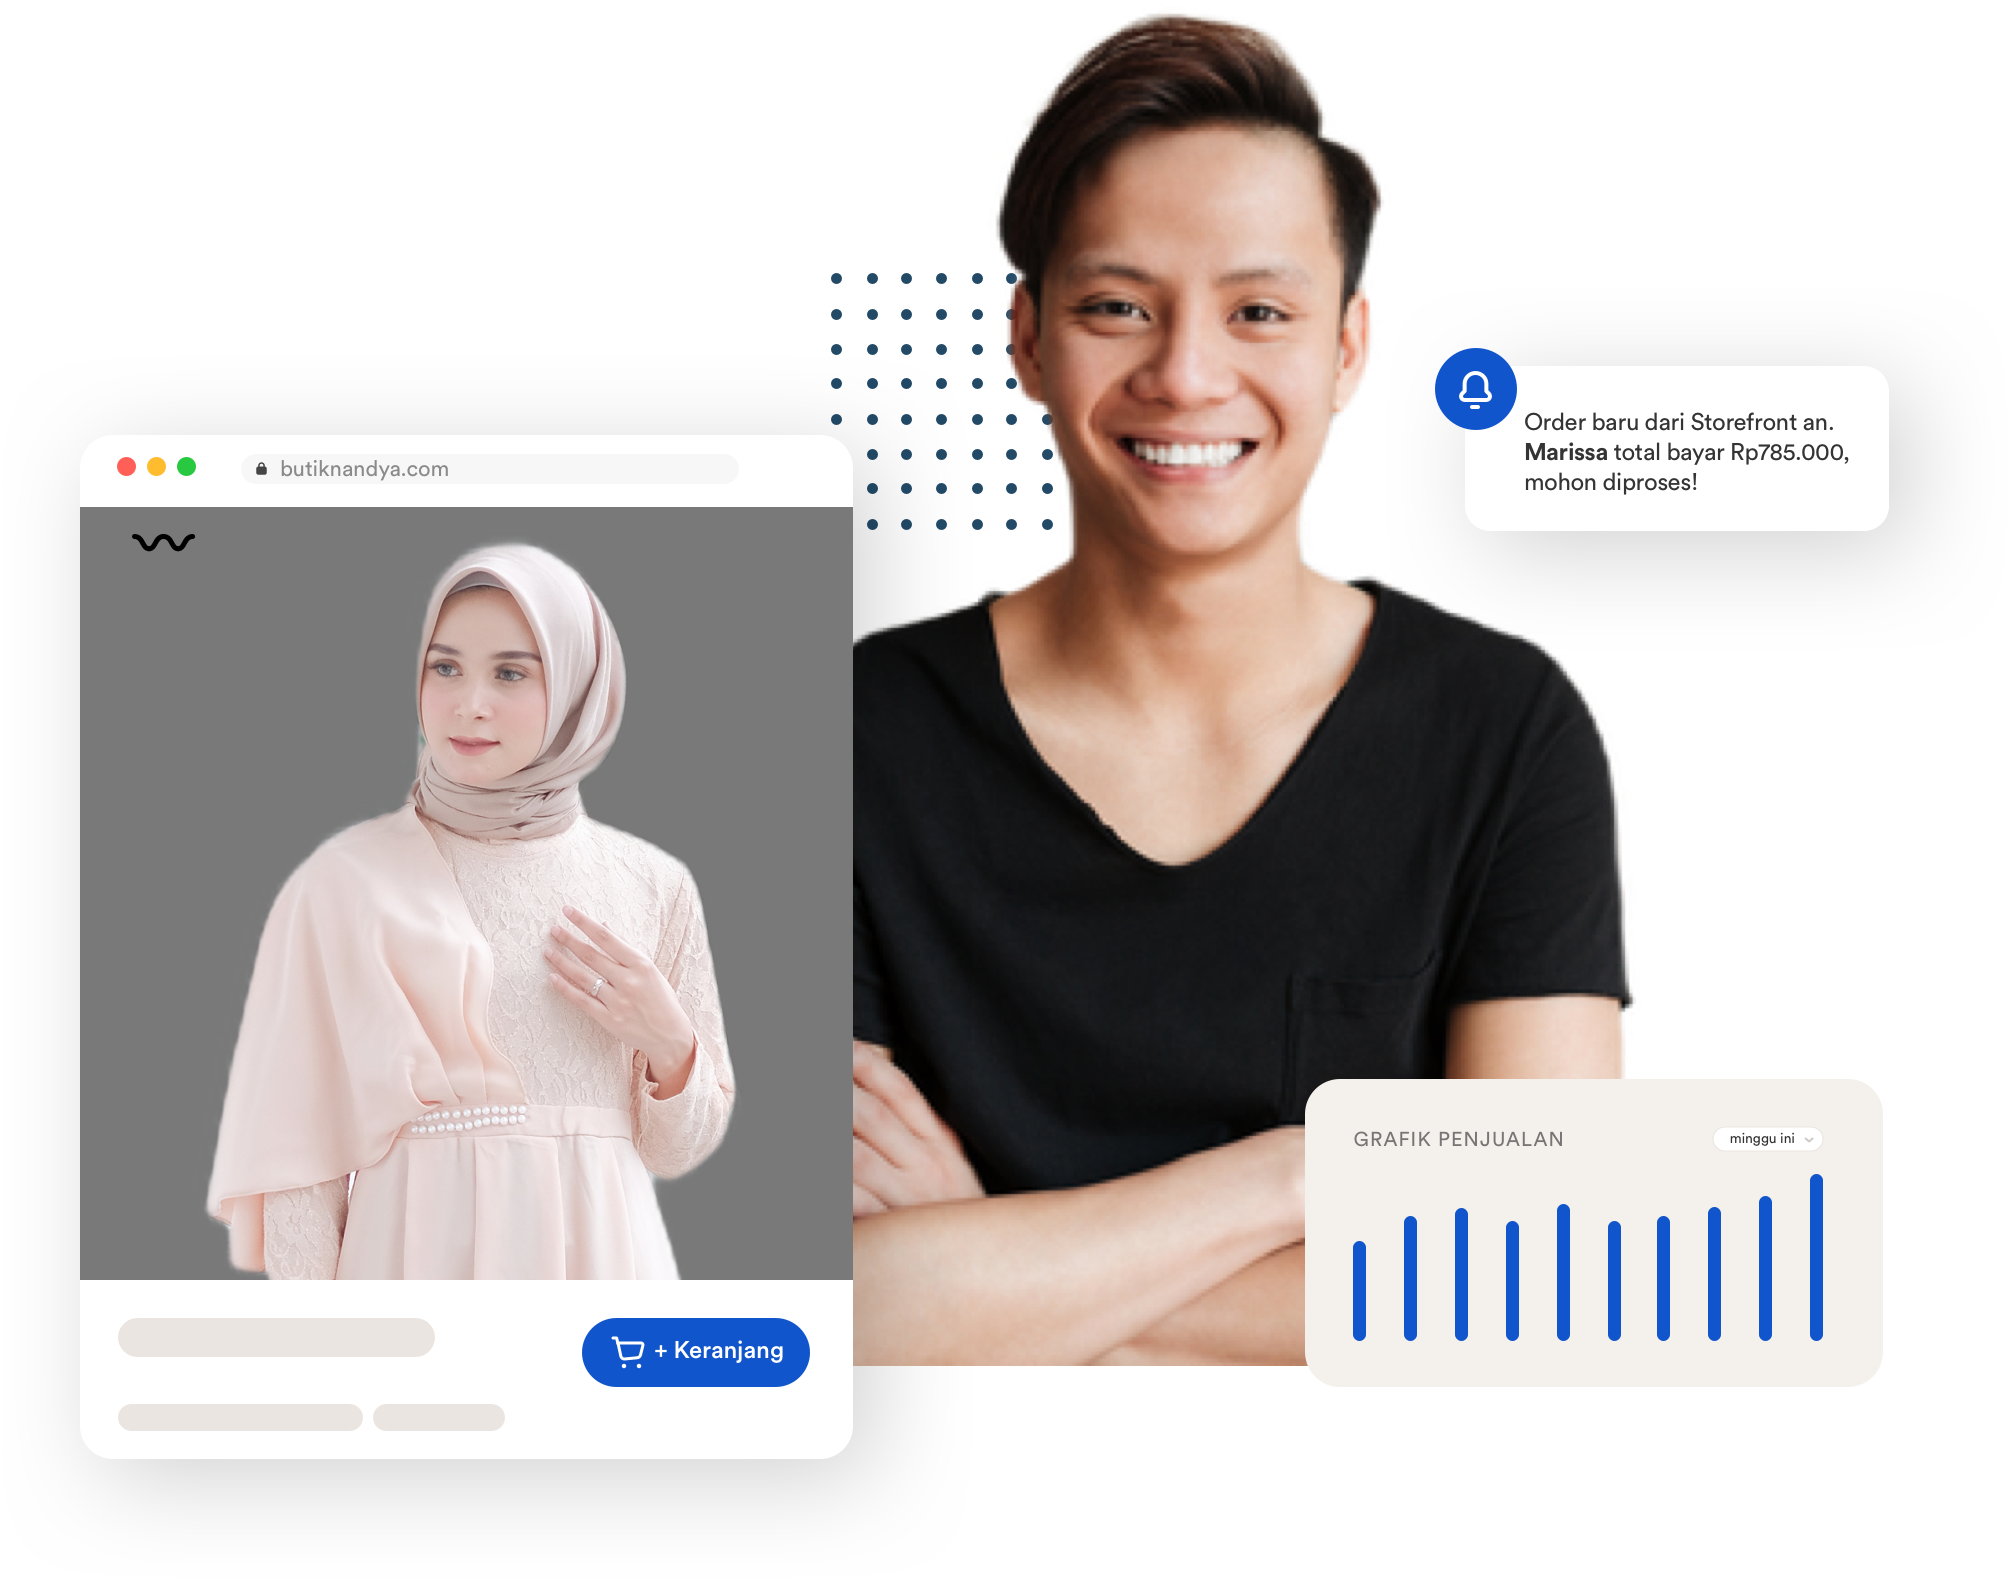 butiknandya.com
Order baru dari Storefront an.
Marissa total bayar Rp785.000,
mohon diproses!
GRAFIK PENJUALAN
minggu ini
+ Keranjang